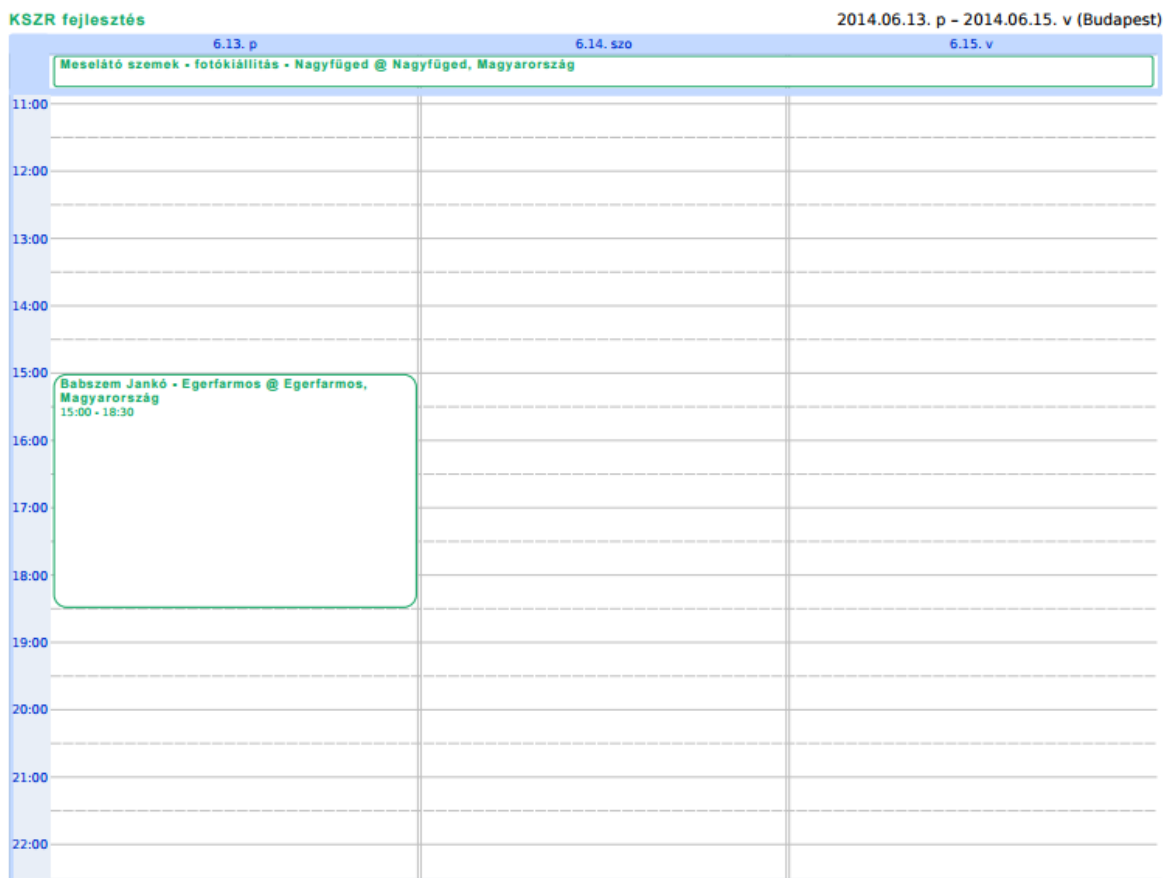 KSZR fejlesztés
2014.06.13. p – 2014.06.15. v (Budapest)
6.13. p
6.14. szo
6.15. v
Meselátó szemek - fotókiállítás - Nagyfüged @ Nagyfüged, Magyarország
11:00
12:00
13:00
14:00
15:00
Babszem Jankó - Egerfarmos @ Egerfarmos,
Magyarország
15:00 - 18:30
16:00
17:00
18:00
19:00
20:00
21:00
22:00